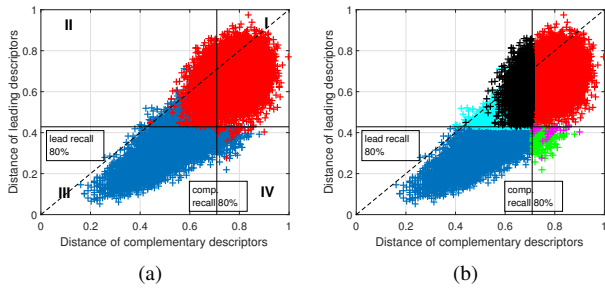 1
II
I
0.8
0.6
0.4
lead recall
80%
0.2
III
comp.
recall 80%
IV
0
0
0.2
0.4
0.6
0.8
1
Distance of leading descriptors
Distance of complementary descriptors
(a)
1
0.8
0.6
0.4
lead recall
80%
0.2
comp.
recall 80%
0
0
0.2
0.4
0.6
0.8
1
Distance of leading descriptors
Distance of complementary descriptors
(b)